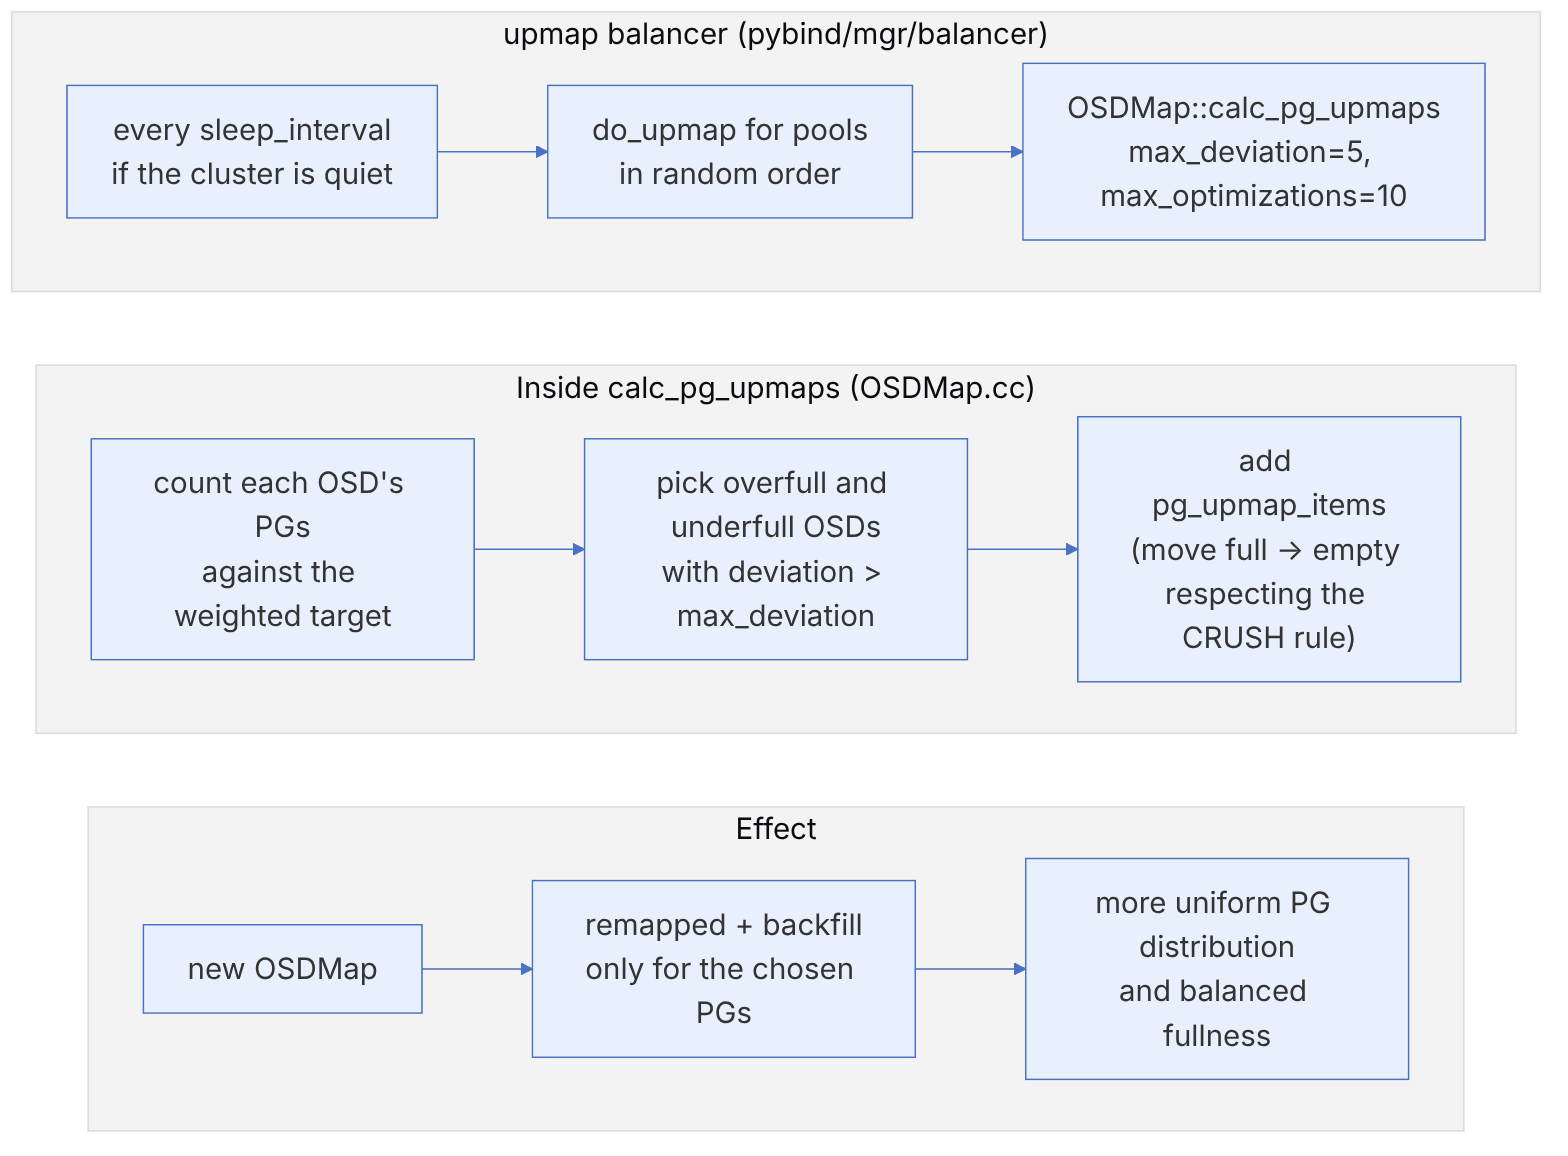 upmap balancer (pybind/mgr/balancer)
every sleep_interval
if the cluster is quiet
do_upmap for pools
in random order
OSDMap::calc_pg_upmaps
max_deviation=5,
max_optimizations=10
Inside calc_pg_upmaps (OSDMap.cc)
count each OSD's
PGs
against the
weighted target
pick overfull and
underfull OSDs
with deviation >
max_deviation
add
pg_upmap_items
(move full → empty
respecting the
CRUSH rule)
Effect
new OSDMap
remapped + backfill
only for the chosen
PGs
more uniform PG
distribution
and balanced
fullness